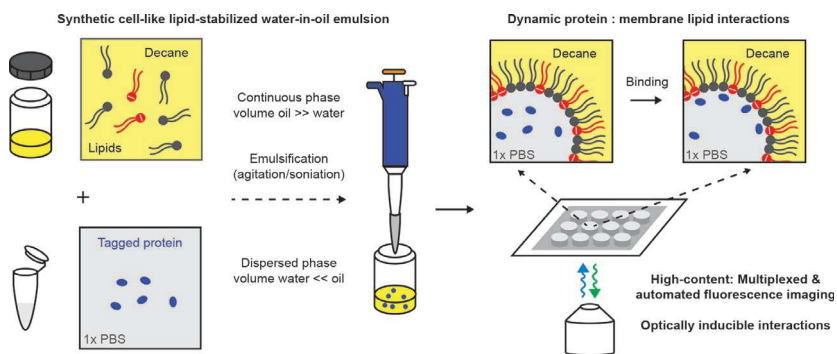 Synthetic cell-like lipid-stabilized water-in-oil emulsion
Decane
Lipids
+
Tagged protein
1x PBS
Continuous phase
volume oil >> water
Emulsification
(agitation/soniation)
Dispersed phase
volume water << oil
Dynamic protein : membrane lipid interactions
Decane
1x PBS
Binding
Decane
1x PBS
High-content: Multiplexed &
automated fluorescence imaging
Optically inducible interactions